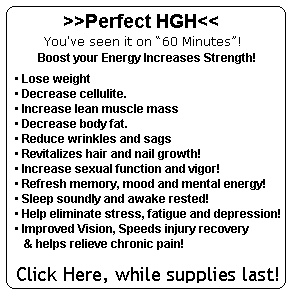 >>Perfect HGH<<
You've seen it on "60 Minutes"!
Boost your Energy Increases Strength!
• Lose weight
• Decrease cellulite.
• Increase lean muscle mass
• Decrease body fat.
• Reduce wrinkles and sags
• Revitalizes hair and nail growth!
• Increase sexual function and vigor!
• Refresh memory, mood and mental energy!
• Sleep soundly and awake rested!
• Help eliminate stress, fatigue and depression!
• Improved Vision, Speeds injury recovery
& helps relieve chronic pain!
Click Here, while supplies last!